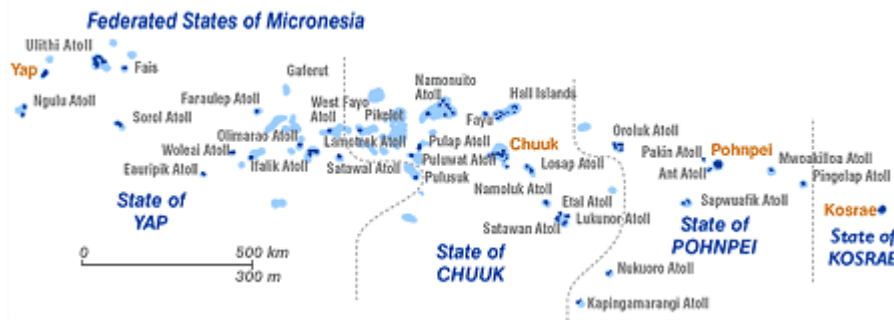 Federated States of Micronesia
Ulithi Atoll
Yap
Fais
Gaferut
Ngulu Atoll
Sorol Atoll
Faraulep Atoll
West Fayo
Atoll
Pikelot
Namonuito
Atoll
Hall Islands
Fayu
Olimarao Atoll
Lamotrek Atoll
Pulap Atoll
Chuuk
Oroluk Atoll
Woleai Atoll
Puluwat Atoll
Pakin Atoll
Pohnpei
Eauripik Atoll
Ifalik Atoll
Satawal Atoll
Pulusuk
Losap Atoll
Ant Atoll
Mwoakilloa Atoll
Pingelap Atoll
Namoluk Atoll
Etal Atoll
Sapwuafik Atoll
Kosrae
State of
YAP
Lukunor Atoll
Satawan Atoll
State of
POHNPEI
State of
KOSRAE
0 500 km
300 m
State of
CHUUK
Nukuoro Atoll
Kapingamarangi Atoll